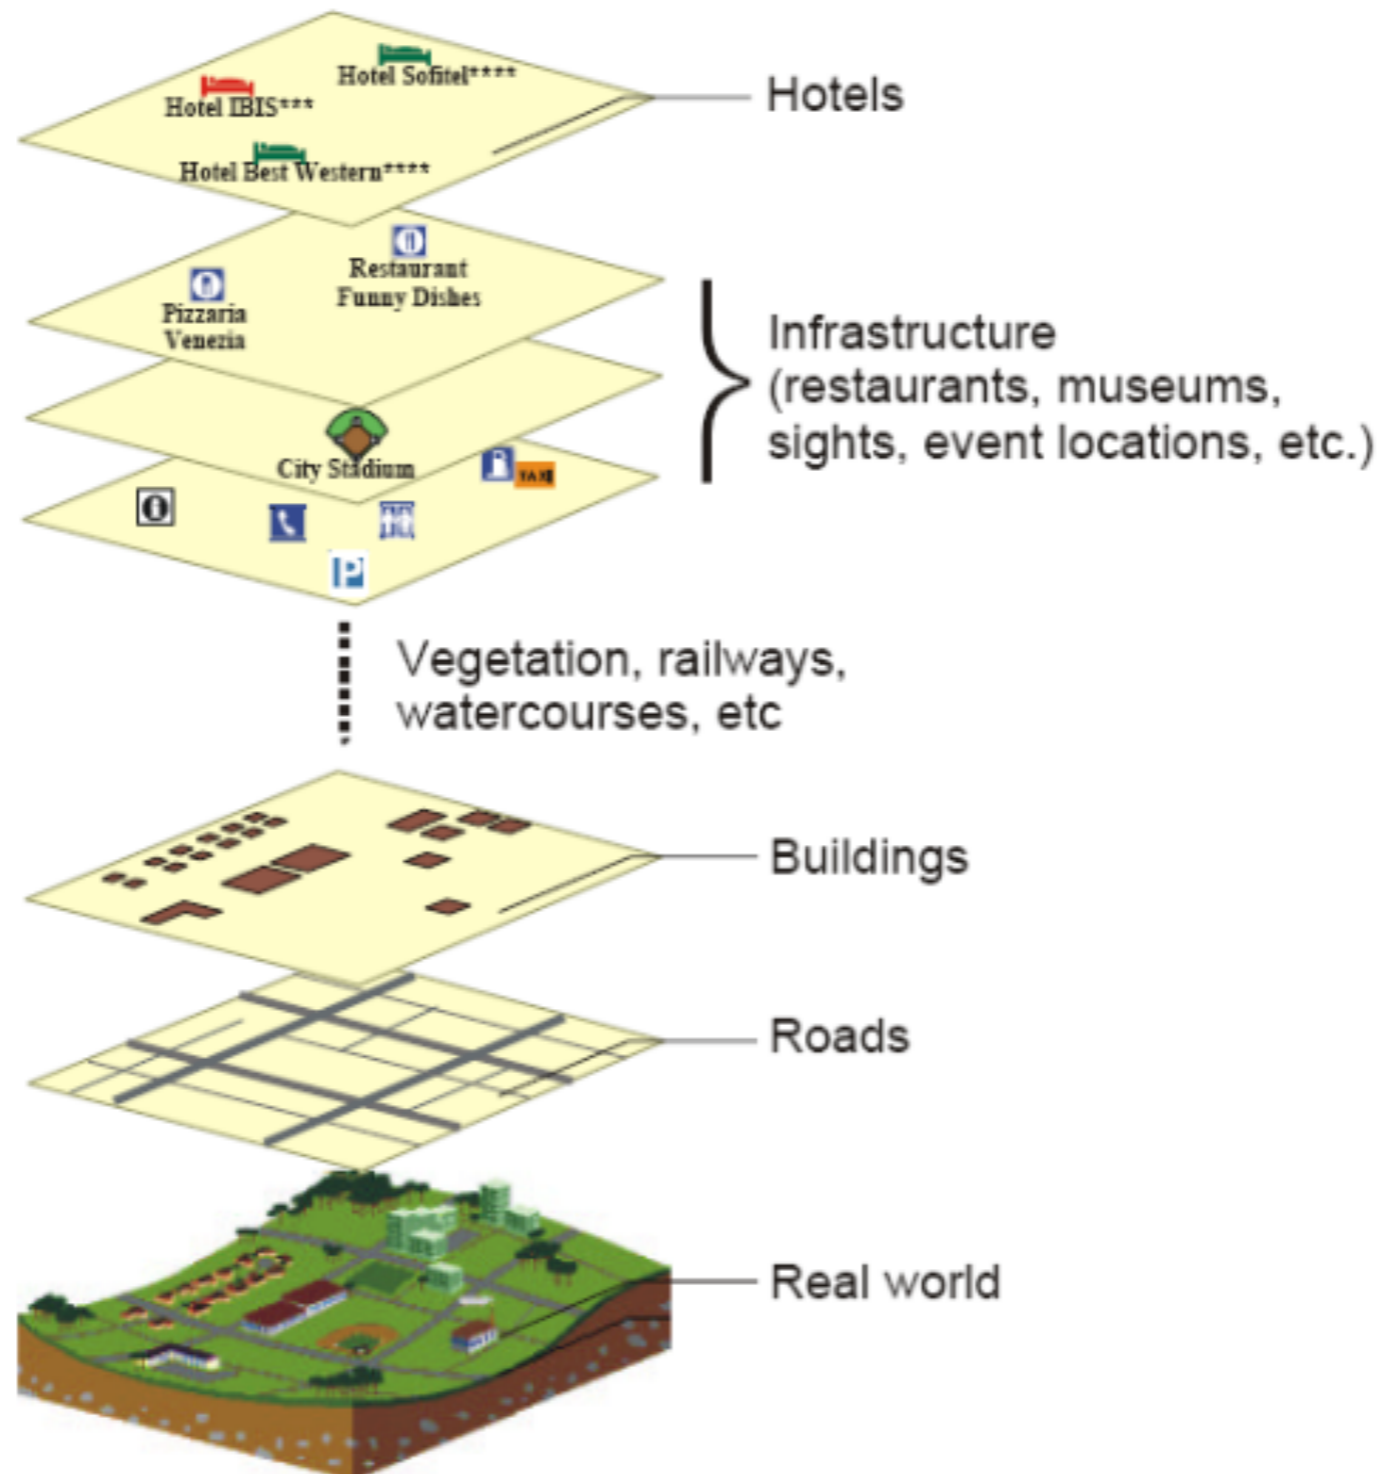 Hotel Sofitel****
Hotel IBIS***
Hotel Best Western****
Hotels
Restaurant
Funny Dishes
Pizzaria
Venezia
Infrastructure
(restaurants, museums,
sights, event locations, etc.)
City Stadium
TAXI
P
Vegetation, railways,
watercourses, etc
Buildings
Roads
Real world